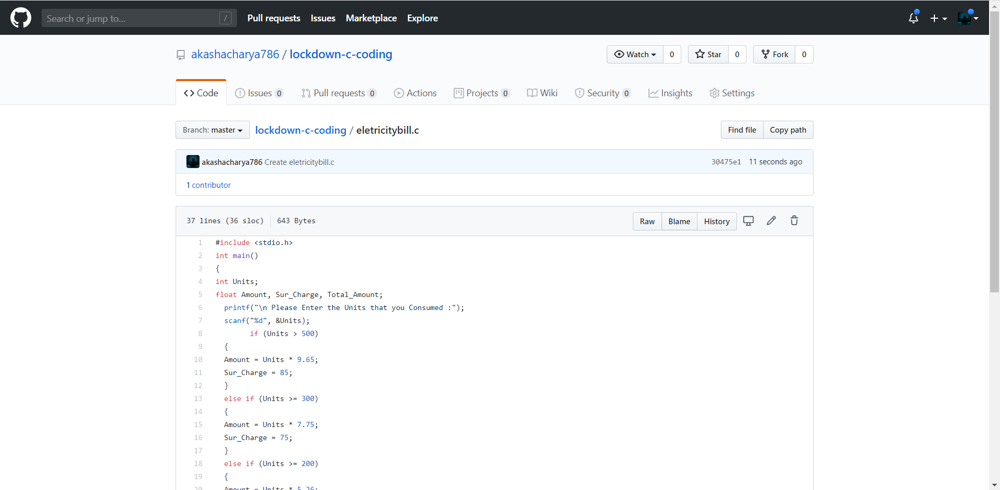 Search or jump to... / Pull requests Issues Marketplace Explore
akashacharya786 / lockdown-c-coding Watch 0 Star 0 Fork 0
Code Issues 0 Pull requests 0 Actions Projects 0 Wiki Security 0 Insights Settings
Branch: master lockdown-c-coding / eletricitybill.c Find file Copy path
akashacharya786 Create eletricitybill.c 30475e1 11 seconds ago
1 contributor
37 lines (36 sloc) 643 Bytes Raw Blame History
1 #include <stdio.h>
2 int main()
3 {
4 int Units;
5 float Amount, Sur_Charge, Total_Amount;
6 printf("\n Please Enter the Units that you Consumed :");
7 scanf("%d", &Units);
8 if (Units > 500)
9 {
10 Amount = Units * 9.65;
11 Sur_Charge = 85;
12 }
13 else if (Units >= 300)
14 {
15 Amount = Units * 7.75;
16 Sur_Charge = 75;
17 }
18 else if (Units >= 200)
19 {
20 Amount = Units * 5.26;